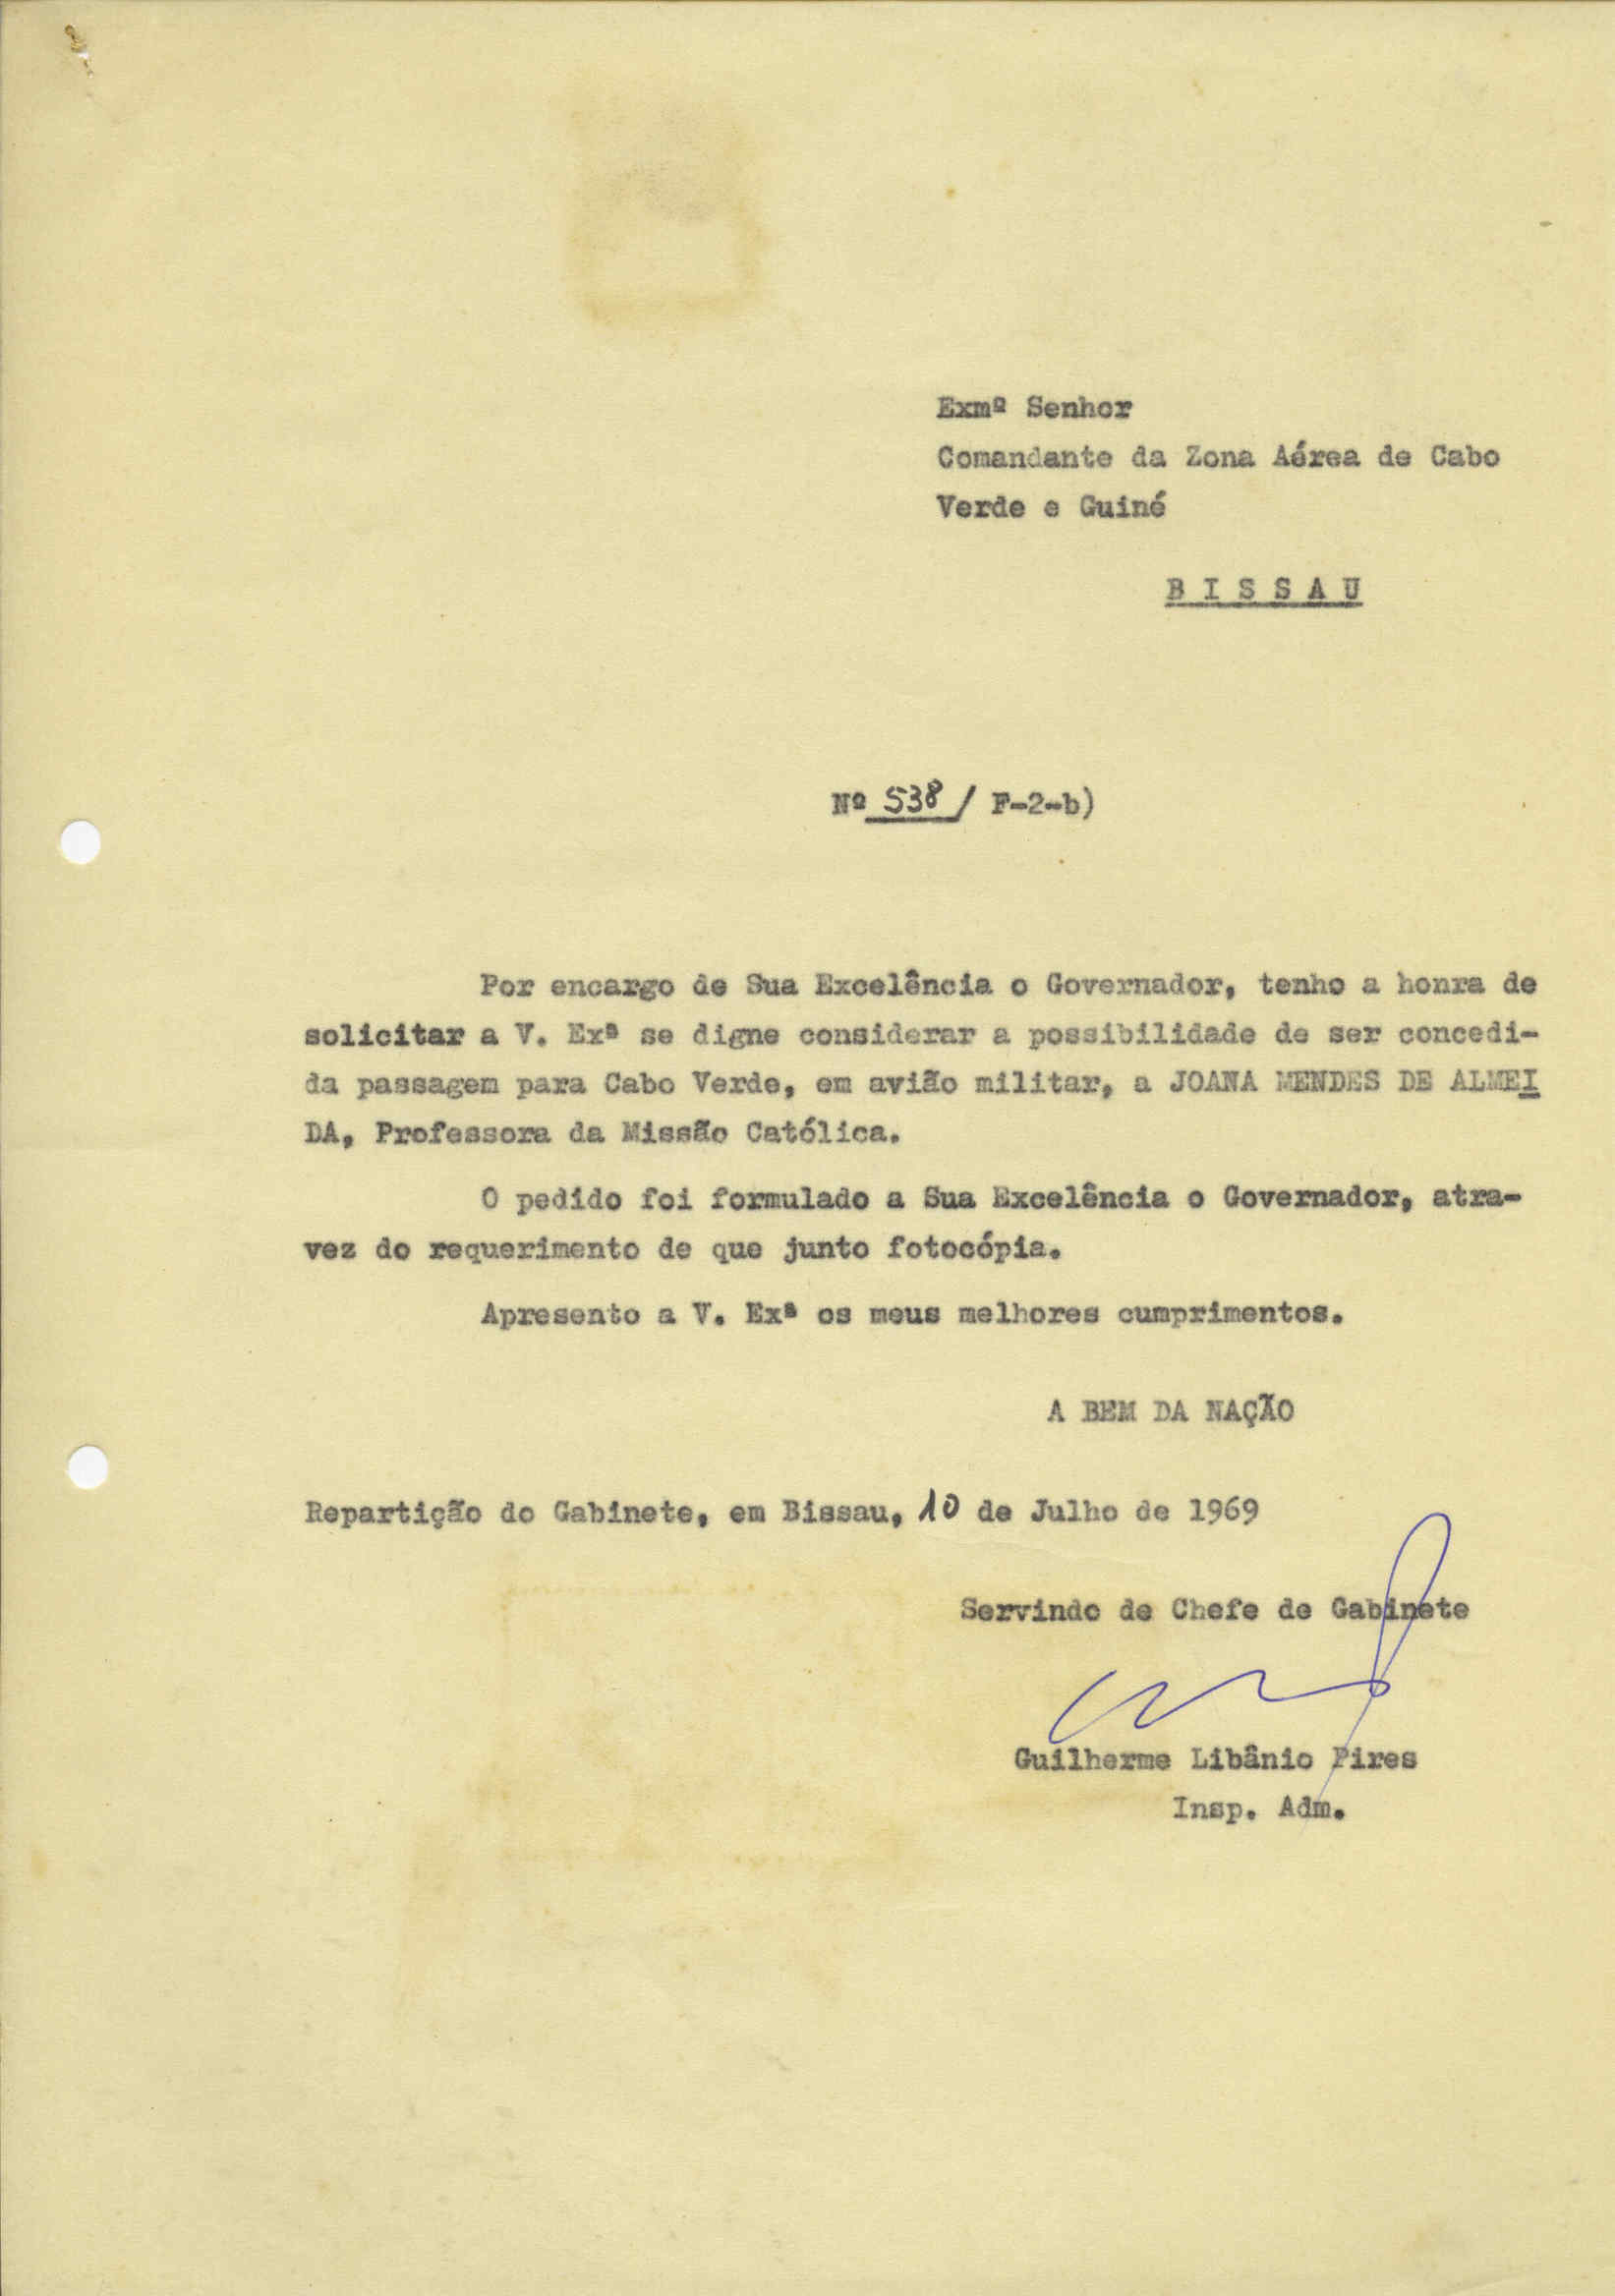 Exmº Senhor
Comandante da Zona Aérea de Cabo
Verde e Guiné
B I S S A U
Nº 538 / F-2-b)
Por encargo de Sua Excelência o Governador, tenho a honra de
solicitar a V. Exª se digne considerar a possibilidade de ser concedi-
da passagem para Cabo Verde, em avião militar, a JOANA MENDES DE ALMEI
DA, Professora da Missão Católica.
O pedido foi formulado a Sua Excelência o Governador, atra-
vez do requerimento de que junto fotocópia.
Apresento a V. Exª os meus melhores cumprimentos.
A BEM DA NAÇÃO
Repartição do Gabinete, em Bissau, 10 de Julho de 1969
Servindo de Chefe de Gabinete
Guilherme Libânio Pires
Insp. Adm.